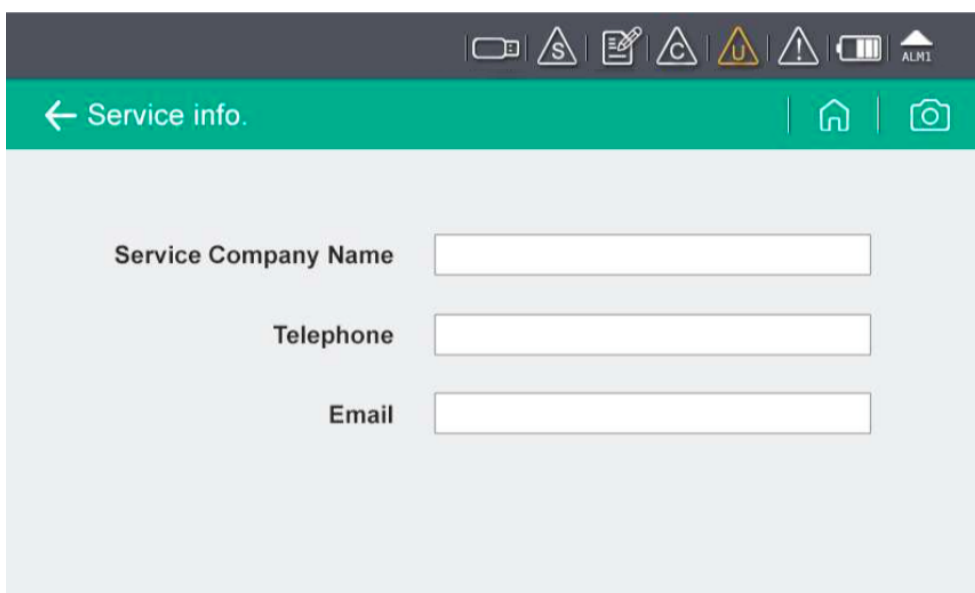 S C U ! ALM1
Service info.
Service Company Name
Telephone
Email